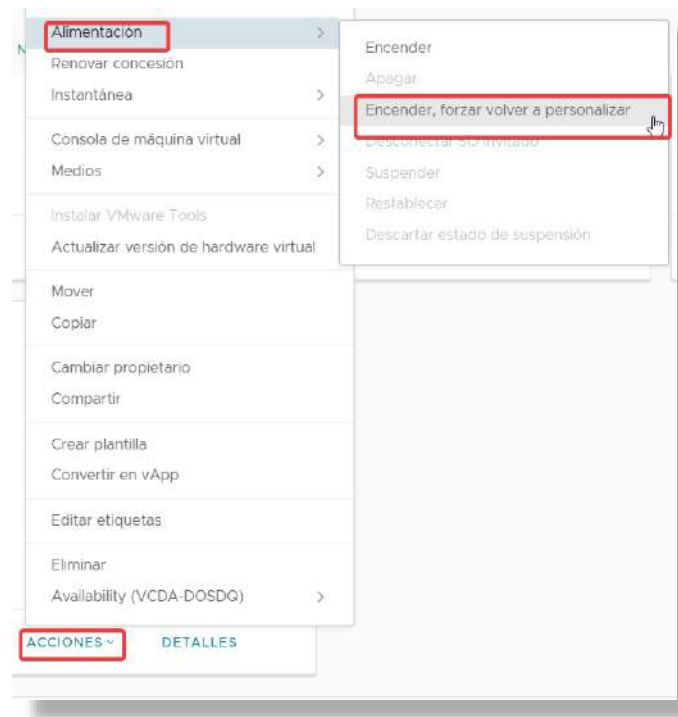 Alimentación
Renovar concesión
Instantánea
Consola de máquina virtual
Medios
Instalar VMware Tools
Actualizar versión de hardware virtual
Mover
Copiar
Cambiar propietario
Compartir
Crear plantilla
Convertir en vApp
Editar etiquetas
Eliminar
Availability (VCDA-DOSDQ)
ACCIONES
DETALLES
Encender
Apagar
Encender, forzar volver a personalizar
Desconectar SO invitado
Suspender
Restablecer
Descartar estado de suspensión